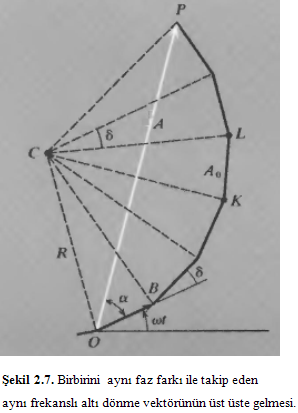 P
δ
A
L
C
A₀
K
R
B
δ
α
ωt
O
Şekil 2.7. Birbirini aynı faz farkı ile takip eden
aynı frekanslı altı dönme vektörünün üst üste gelmesi.